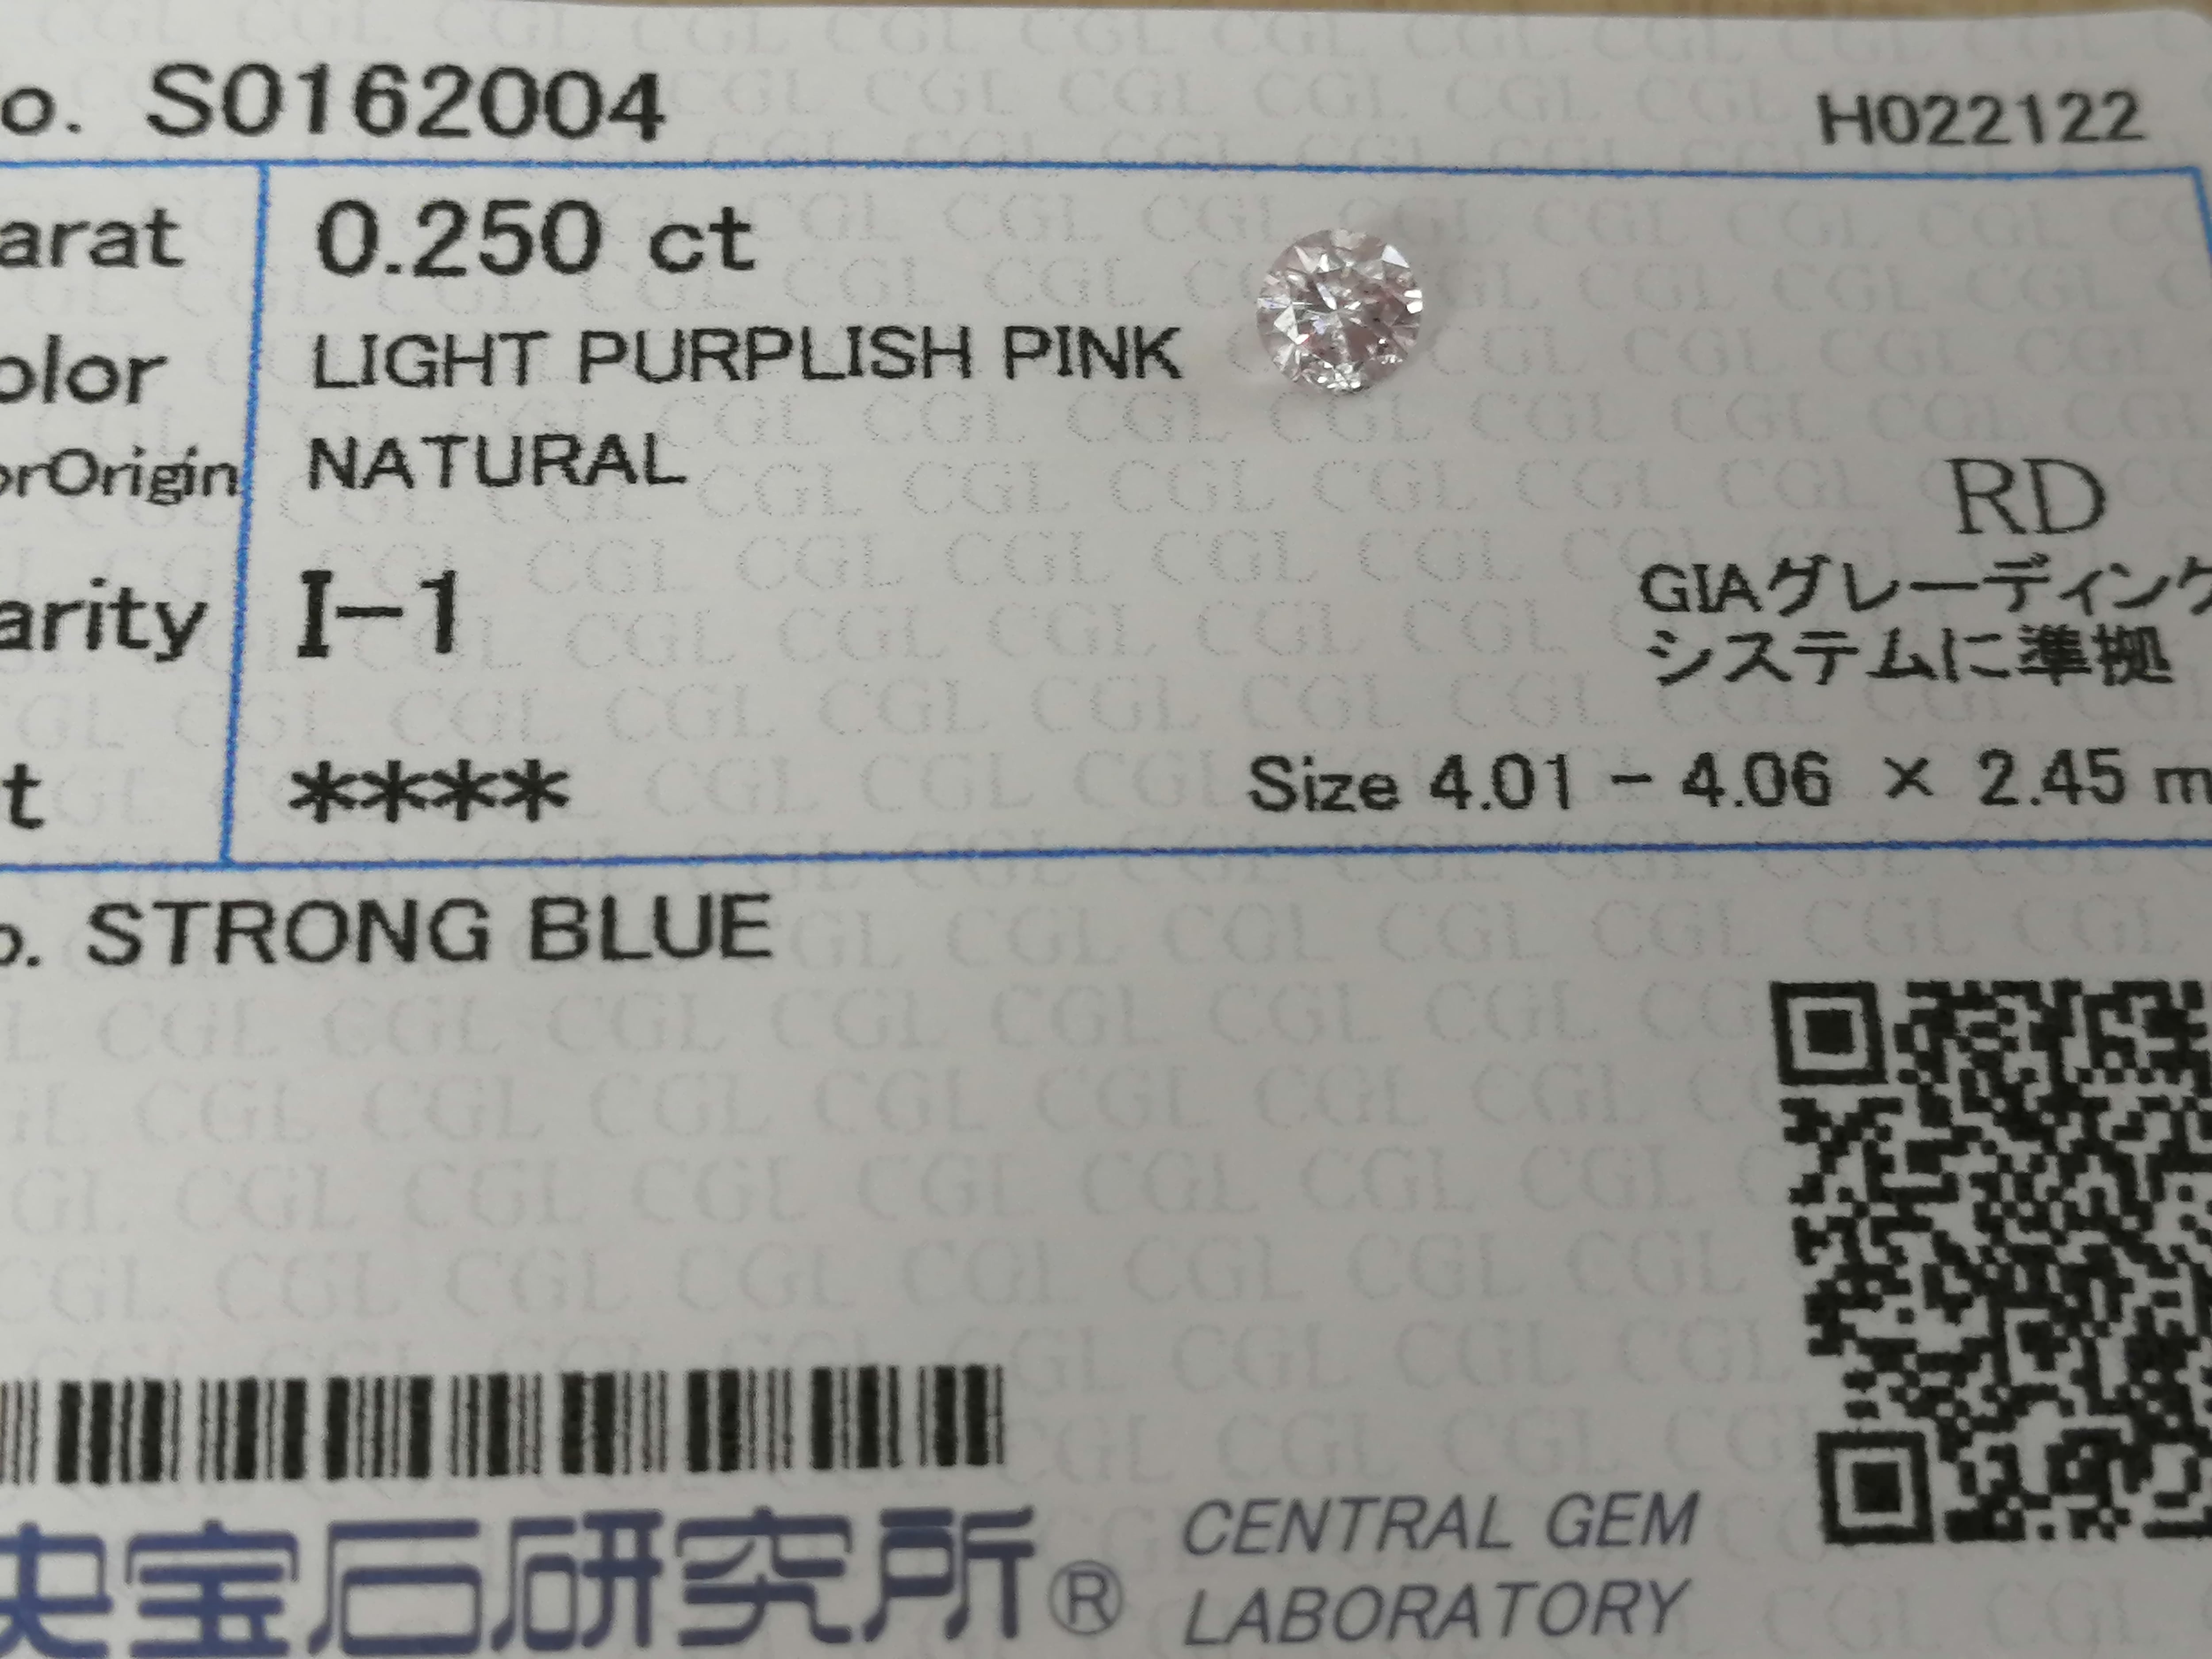 o. S0162004
H022122
arat 0.250 ct
olor LIGHT PURPLISH PINK
orOrigin NATURAL
RD
arity I-1
GIAグレーディング
システムに準拠
t ****
Size 4.01 - 4.06 × 2.45 m
o. STRONG BLUE
央宝石研究所® CENTRAL GEM
LABORATORY
CGL